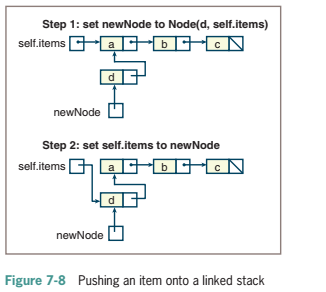 Step 1: set newNode to Node(d, self.items)
self.items a b c
d
newNode
Step 2: set self.items to newNode
self.items a b c
d
newNode
Figure 7-8 Pushing an item onto a linked stack